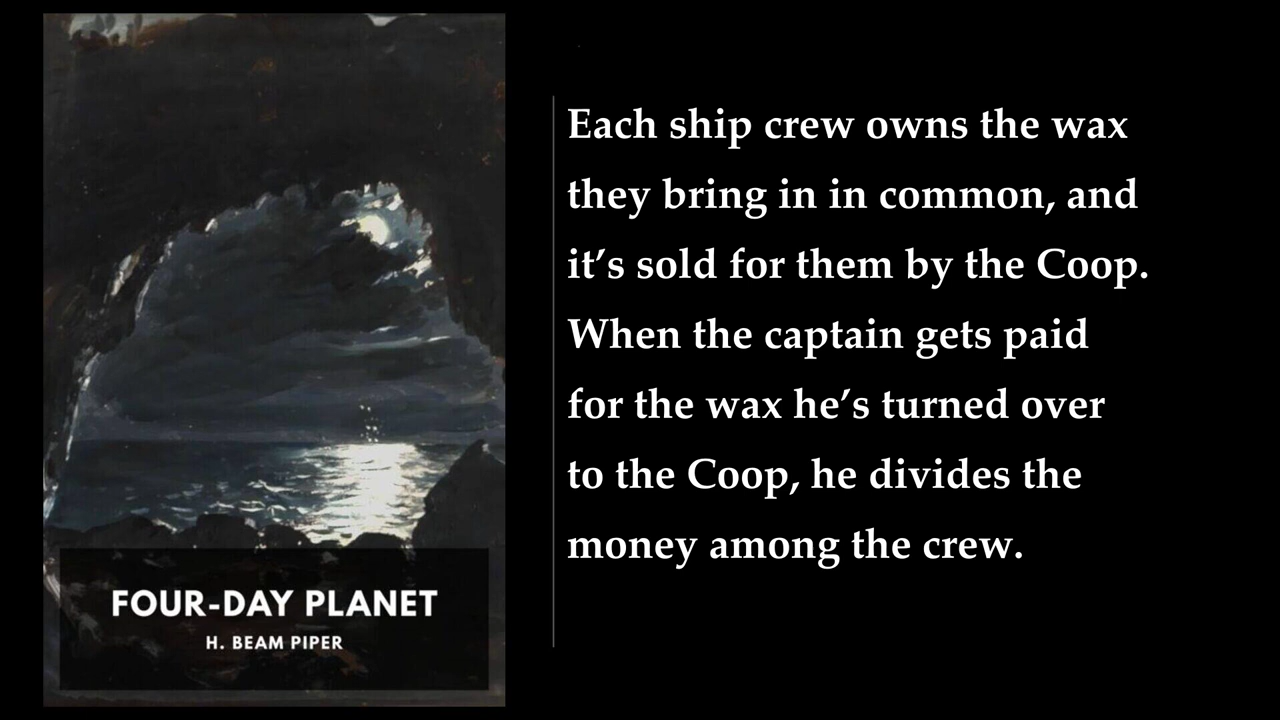 FOUR-DAY PLANET
H. BEAM PIPER
Each ship crew owns the wax
they bring in in common, and
it’s sold for them by the Coop.
When the captain gets paid
for the wax he’s turned over
to the Coop, he divides the
money among the crew.